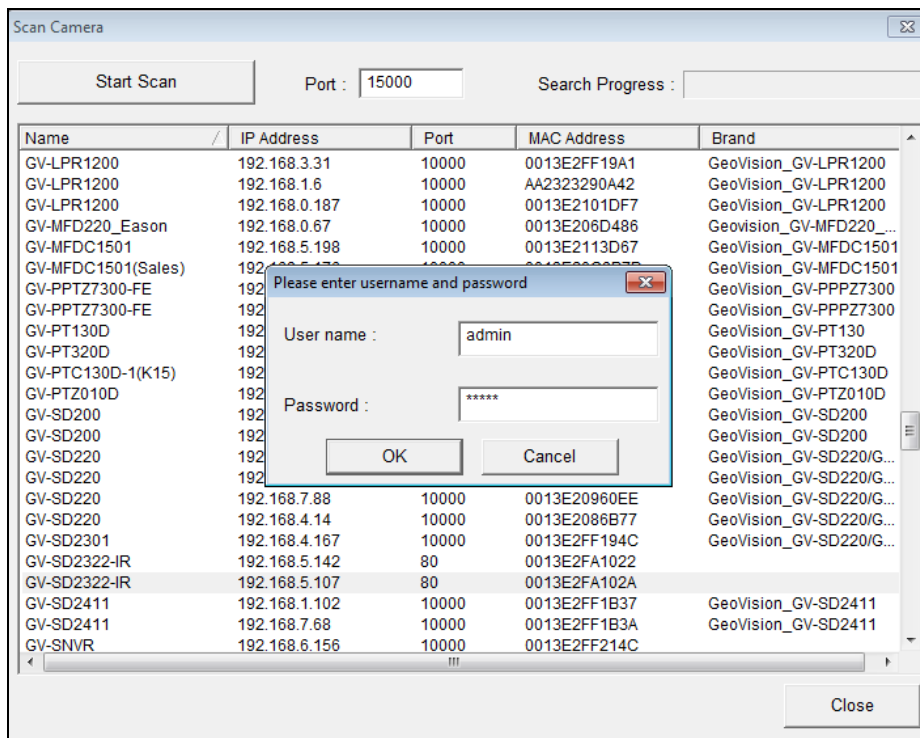 Scan Camera
Start Scan Port : 15000 Search Progress :
Name IP Address Port MAC Address Brand
GV-LPR1200 192.168.3.31 10000 0013E2FF19A1 GeoVision_GV-LPR1200
GV-LPR1200 192.168.1.6 10000 AA2323290A42 GeoVision_GV-LPR1200
GV-LPR1200 192.168.0.187 10000 0013E2101DF7 GeoVision_GV-LPR1200
GV-MFD220_Eason 192.168.0.67 10000 0013E206D486 Geovision_GV-MFD220_...
GV-MFDC1501 192.168.5.198 10000 0013E2113D67 GeoVision_GV-MFDC1501
GV-MFDC1501(Sales) GeoVision_GV-MFDC1501
Please enter username and password
GV-PPTZ7300-FE 192 GeoVision_GV-PPPZ7300
GV-PPTZ7300-FE 192 GeoVision_GV-PPPZ7300
User name : admin
GV-PT130D 192 GeoVision_GV-PT130
GV-PT320D 192 GeoVision_GV-PT320D
GV-PTC130D-1(K15) 192 GeoVision_GV-PTC130D
GV-PTZ010D 192 GeoVision_GV-PTZ010D
Password : *****
GV-SD200 192 GeoVision_GV-SD200
GV-SD200 192 GeoVision_GV-SD200
OK Cancel
GV-SD220 192 GeoVision_GV-SD220/G...
GV-SD220 192 GeoVision_GV-SD220/G...
GV-SD220 192.168.7.88 10000 0013E20960EE GeoVision_GV-SD220/G...
GV-SD220 192.168.4.14 10000 0013E2086B77 GeoVision_GV-SD220/G...
GV-SD2301 192.168.4.167 10000 0013E2FF194C GeoVision_GV-SD220/G...
GV-SD2322-IR 192.168.5.142 80 0013E2FA1022
GV-SD2322-IR 192.168.5.107 80 0013E2FA102A
GV-SD2411 192.168.1.102 10000 0013E2FF1B37 GeoVision_GV-SD2411
GV-SD2411 192.168.7.68 10000 0013E2FF1B3A GeoVision_GV-SD2411
GV-SNVR 192.168.6.156 10000 0013E2FF214C
Close